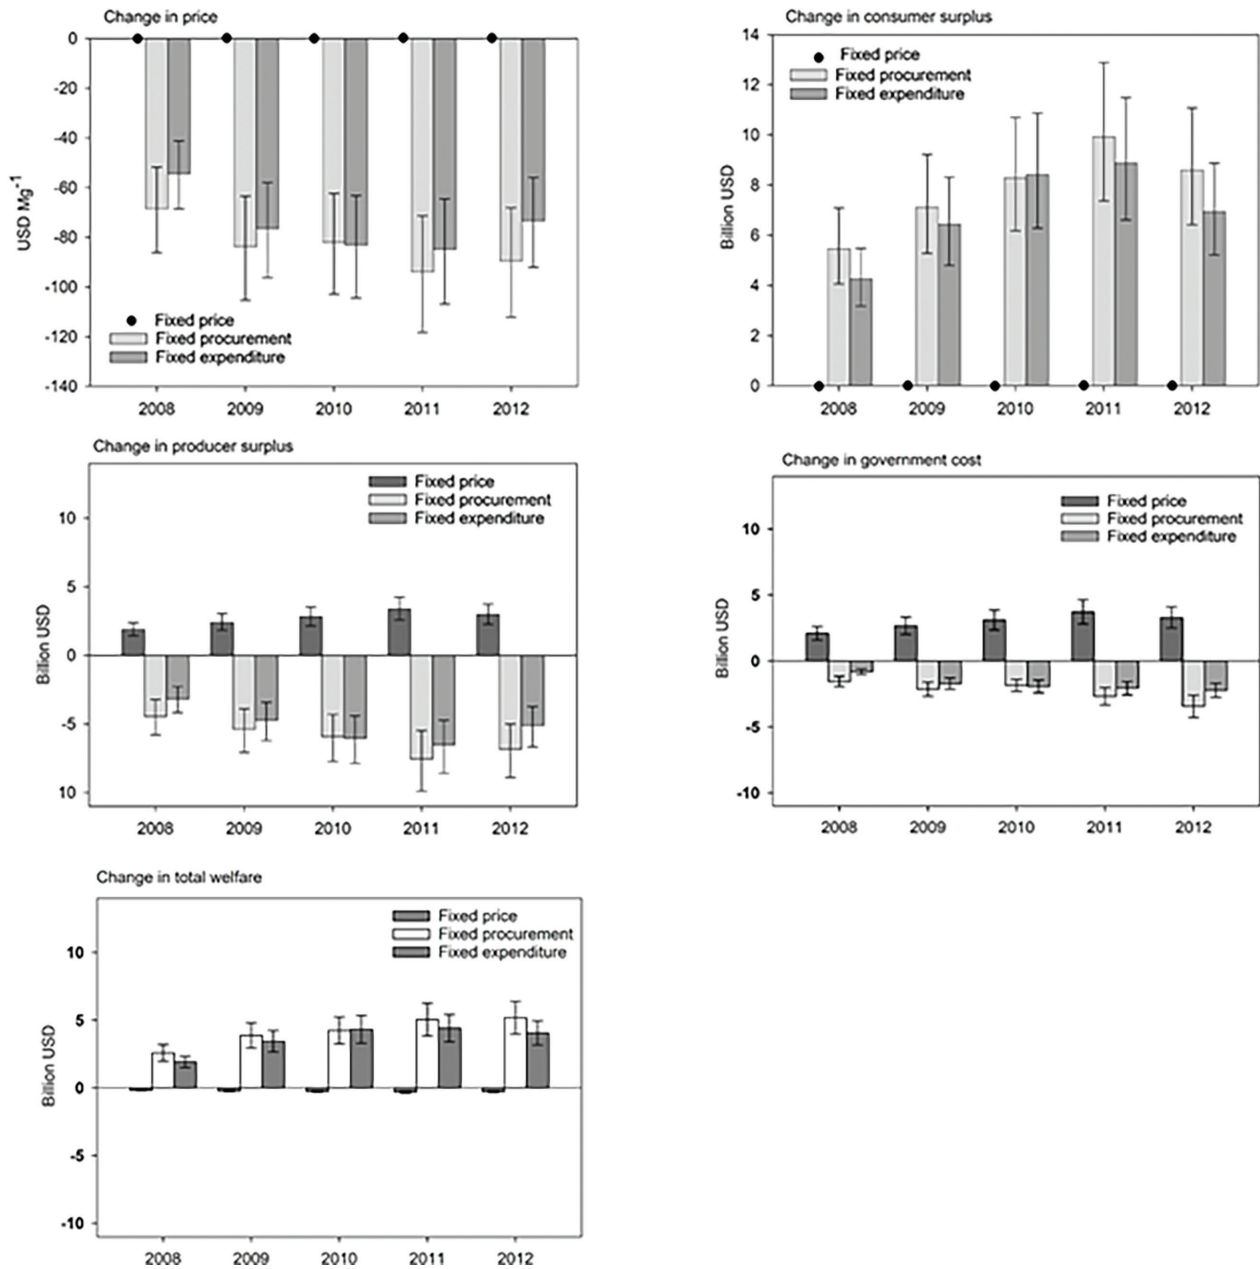 Change in price
0
-20
-40
-60
-80
-100
-120
-140
USD Mg-1
Fixed price
Fixed procurement
Fixed expenditure
2008 2009 2010 2011 2012
Change in consumer surplus
14
12
10
8
6
4
2
0
Billion USD
Fixed price
Fixed procurement
Fixed expenditure
2008 2009 2010 2011 2012
Change in producer surplus
10
5
0
-5
10
Billion USD
Fixed price
Fixed procurement
Fixed expenditure
2008 2009 2010 2011 2012
Change in government cost
10
5
0
-5
-10
Billion USD
Fixed price
Fixed procurement
Fixed expenditure
2008 2009 2010 2011 2012
Change in total welfare
10
5
0
-5
-10
Billion USD
Fixed price
Fixed procurement
Fixed expenditure
2008 2009 2010 2011 2012